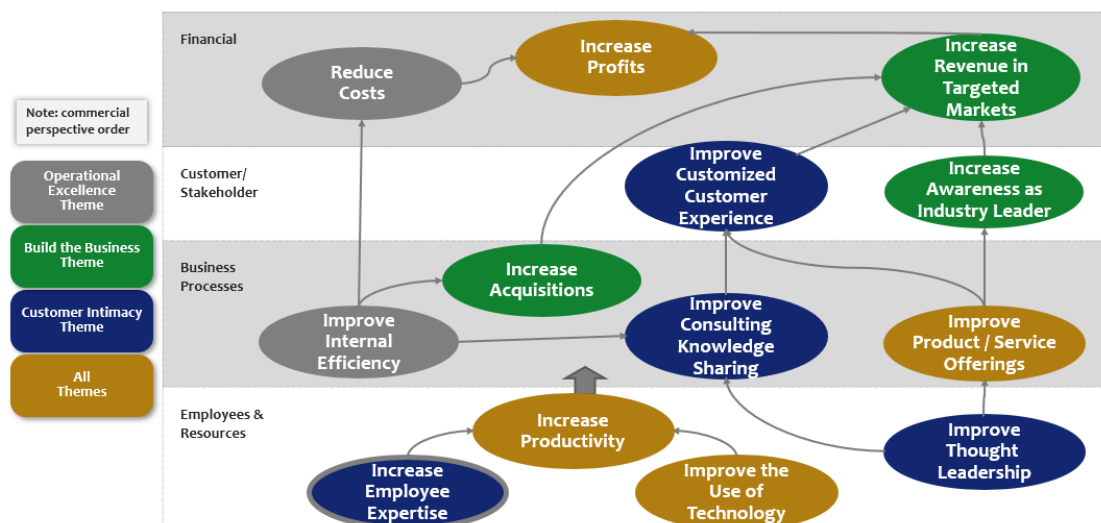 Note: commercial
perspective order
Operational
Excellence
Theme
Build the Business
Theme
Customer Intimacy
Theme
All
Themes
Financial
Reduce
Costs
Increase
Profits
Increase
Revenue in
Targeted
Markets
Customer/
Stakeholder
Improve
Customized
Customer
Experience
Increase
Awareness as
Industry Leader
Business
Processes
Increase
Acquisitions
Improve
Internal
Efficiency
Improve
Consulting
Knowledge
Sharing
Improve
Product / Service
Offerings
Employees &
Resources
Increase
Productivity
Improve
Thought
Leadership
Increase
Employee
Expertise
Improve the
Use of
Technology